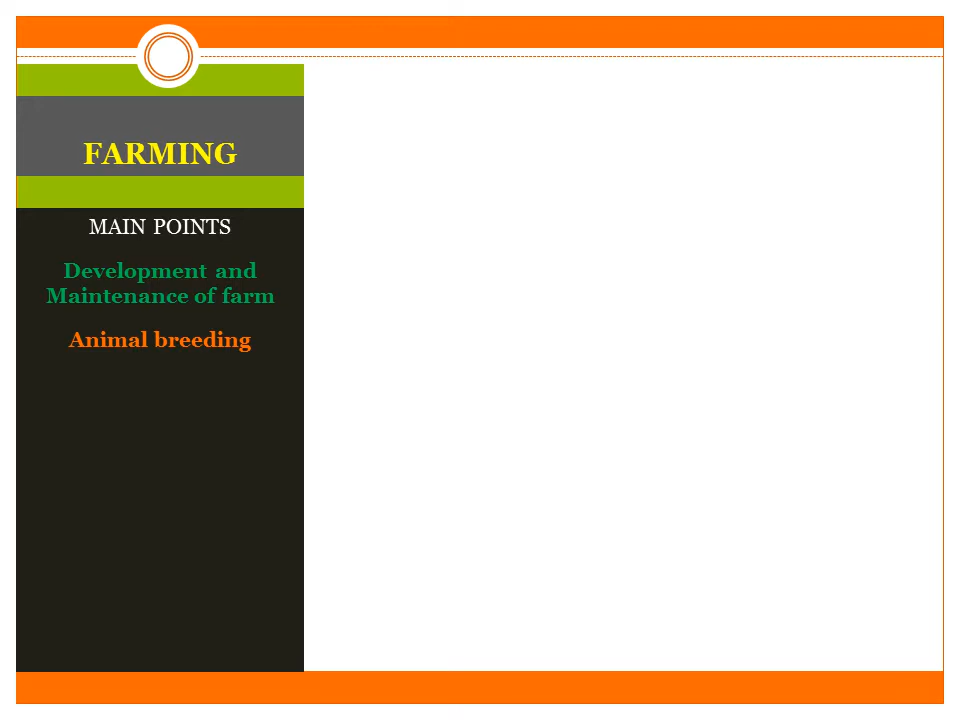 FARMING
MAIN POINTS
Development and
Maintenance of farm
Animal breeding